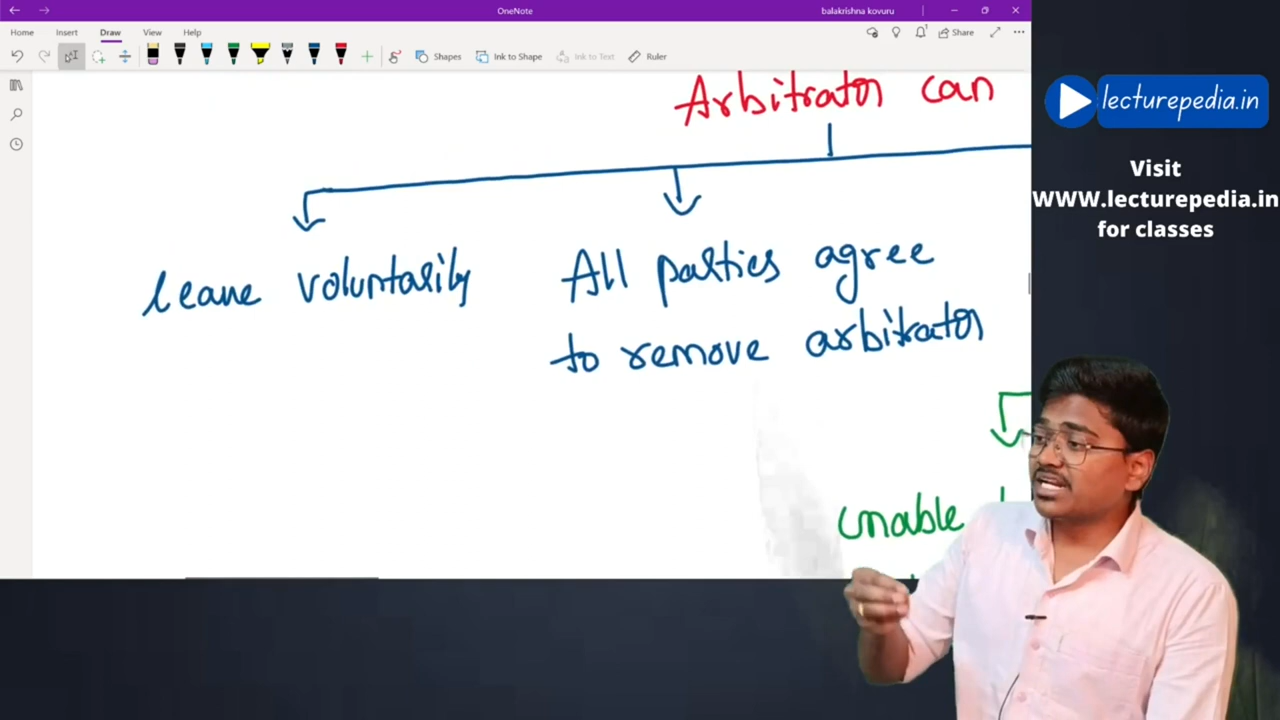 OneNote
balakrishna kovuru
Home Insert Draw View Help
Share
Shapes Ink to Shape Ink to Text Ruler
Arbitrator can
leave voluntarily
All parties agree
to remove arbitrator
unable
lecturepedia.in
Visit
WWW.lecturepedia.in
for classes